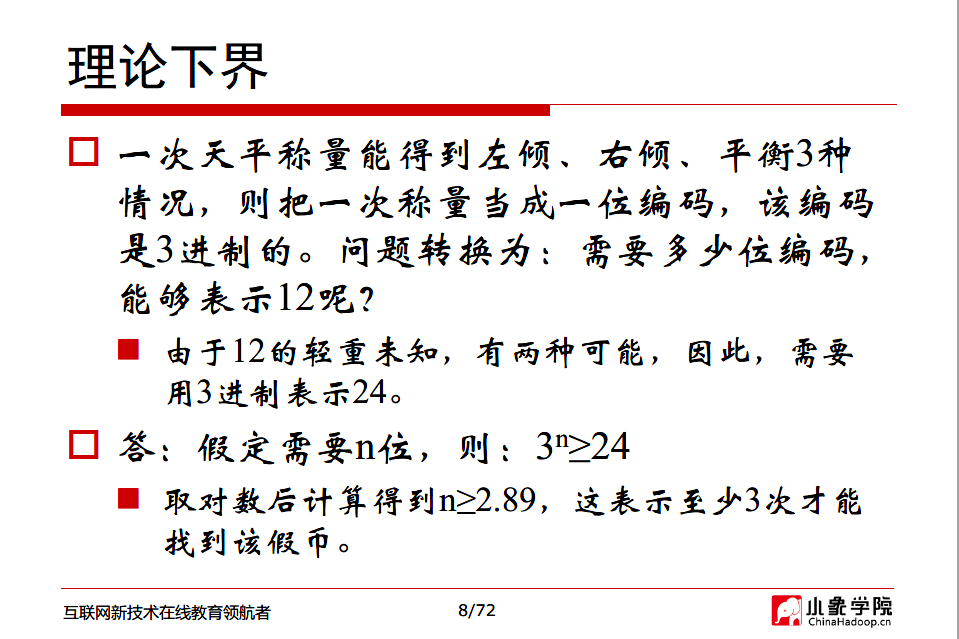 理论下界
一次天平称量能得到左倾、右倾、平衡3种
情况，则把一次称量当成一位编码，该编码
是3进制的。问题转换为：需要多少位编码，
能够表示12呢？
由于12的轻重未知，有两种可能，因此，需要
用3进制表示24。
答：假定需要n位，则：3ⁿ≥24
取对数后计算得到n≥2.89，这表示至少3次才能
找到该假币。
互联网新技术在线教育领航者
8/72
小象学院
ChinaHadoop.cn